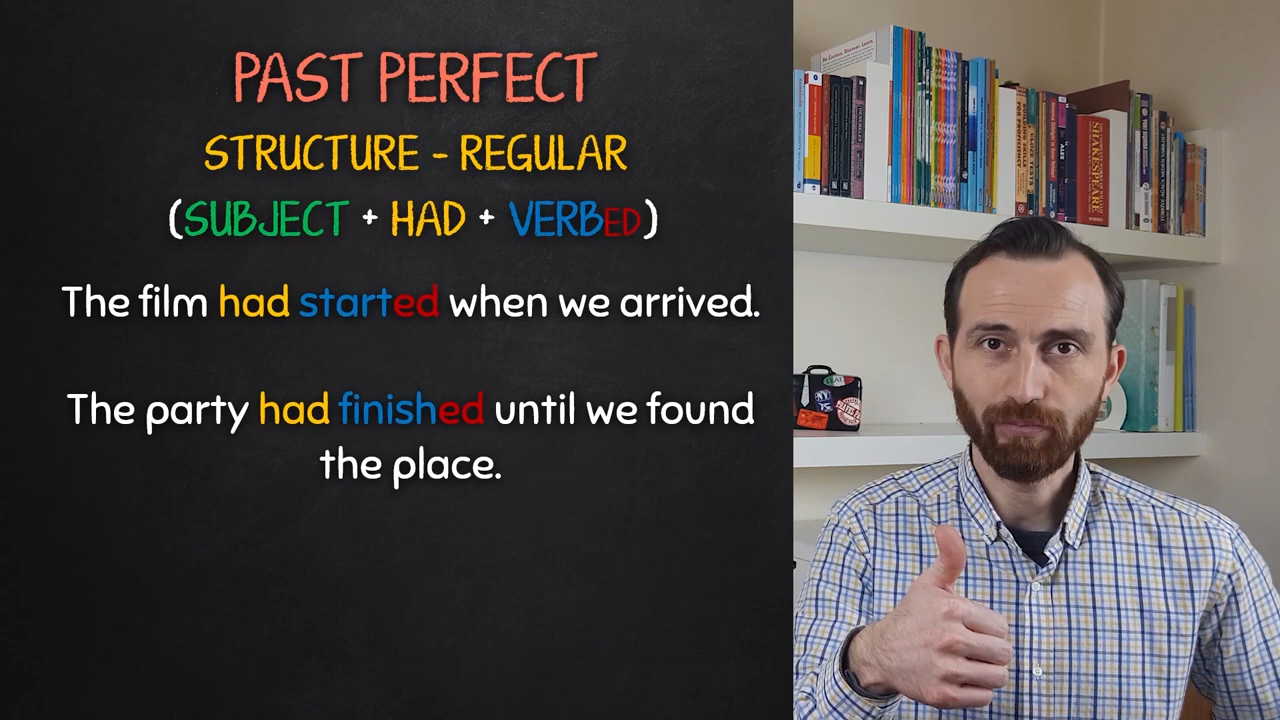 PAST PERFECT
STRUCTURE - REGULAR
(SUBJECT + HAD + VERBED)
The film had started when we arrived.
The party had finished until we found
the place.
SHAKESPEARE